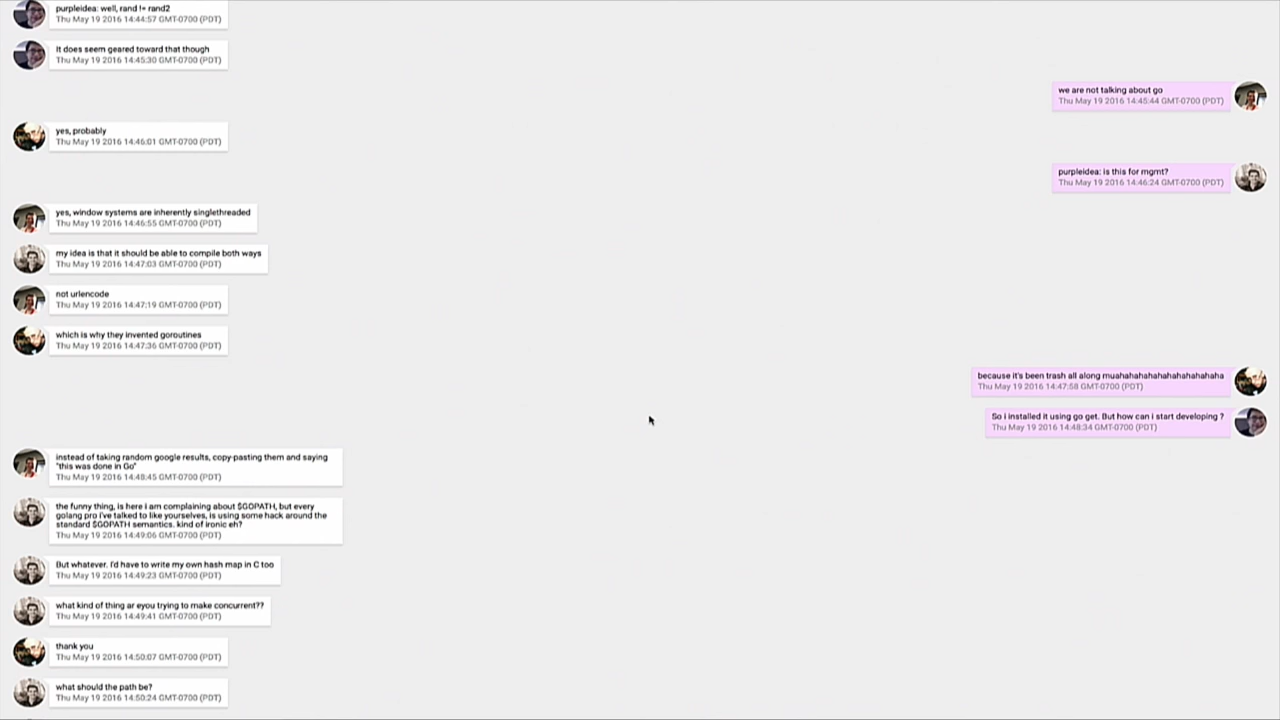 purpleidea: well, rand != rand2
Thu May 19 2016 14:44:57 GMT-0700 (PDT)
It does seem geared toward that though
Thu May 19 2016 14:45:30 GMT-0700 (PDT)
we are not talking about go
Thu May 19 2016 14:45:44 GMT-0700 (PDT)
yes, probably
Thu May 19 2016 14:46:01 GMT-0700 (PDT)
purpleidea: is this for mgmt?
Thu May 19 2016 14:46:24 GMT-0700 (PDT)
yes, window systems are inherently singlethreaded
Thu May 19 2016 14:46:55 GMT-0700 (PDT)
my idea is that it should be able to compile both ways
Thu May 19 2016 14:47:03 GMT-0700 (PDT)
not urlencode
Thu May 19 2016 14:47:19 GMT-0700 (PDT)
which is why they invented goroutines
Thu May 19 2016 14:47:36 GMT-0700 (PDT)
because it's been trash all along muahahahahahahahahahahaha
Thu May 19 2016 14:47:58 GMT-0700 (PDT)
So i installed it using go get. But how can i start developing ?
Thu May 19 2016 14:48:34 GMT-0700 (PDT)
instead of taking random google results, copy-pasting them and saying
"this was done in Go"
Thu May 19 2016 14:48:45 GMT-0700 (PDT)
the funny thing, is here i am complaining about $GOPATH, but every
golang pro i've talked to like yourselves, is using some hack around the
standard $GOPATH semantics. kind of ironic eh?
Thu May 19 2016 14:49:06 GMT-0700 (PDT)
But whatever. I'd have to write my own hash map in C too
Thu May 19 2016 14:49:23 GMT-0700 (PDT)
what kind of thing ar eyou trying to make concurrent??
Thu May 19 2016 14:49:41 GMT-0700 (PDT)
thank you
Thu May 19 2016 14:50:07 GMT-0700 (PDT)
what should the path be?
Thu May 19 2016 14:50:24 GMT-0700 (PDT)